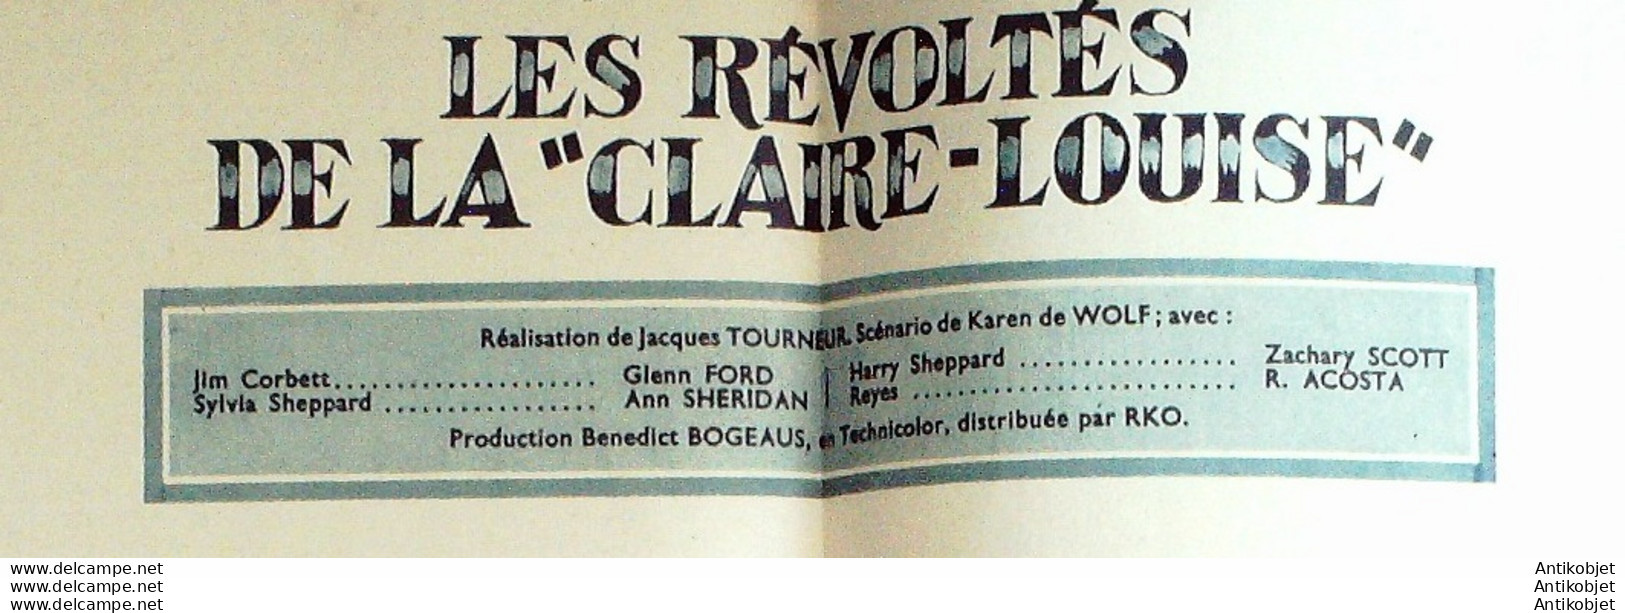 LES RÉVOLTÉS
DE LA "CLAIRE-LOUISE"
Réalisation de Jacques TOURNEUR. Scénario de Karen de WOLF; avec :
Jim Corbett...................... Glenn FORD
Sylvia Sheppard .................. Ann SHERIDAN
Harry Sheppard .................. Zachary SCOTT
Reyes ........................... R. ACOSTA
Production Benedict BOGEAUS, en Technicolor, distribuée par RKO.
www.delcampe.net
www.delcampe.net
www.delcampe.net
Antikobjet
Antikobjet
Antikobjet